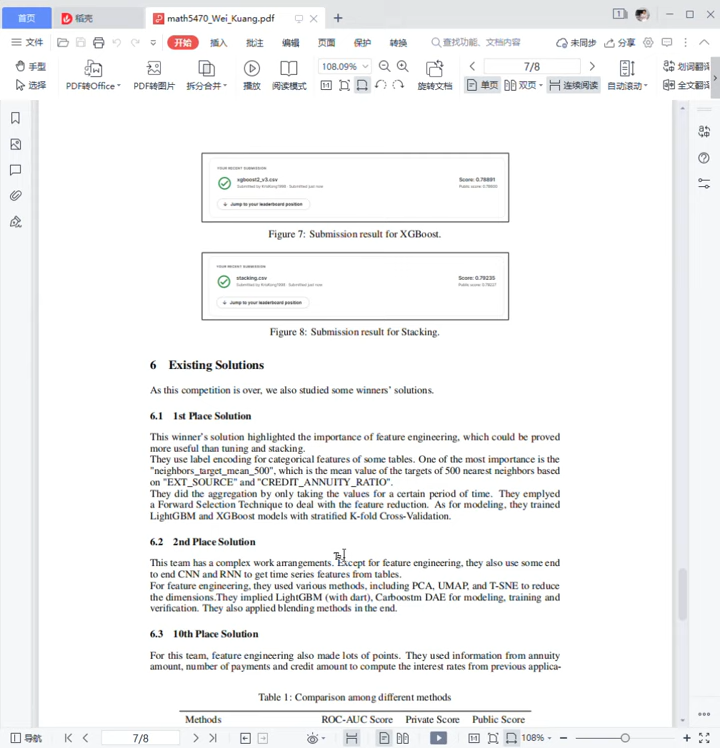 首页
稻壳
math5470_Wei_Kuang.pdf
文件
开始
插入
批注
编辑
页面
保护
转换
查找功能、文档内容
未同步
分享
手型
选择
PDF转Office
PDF转图片
拆分合并
播放
阅读模式
108.09%
旋转文档
7/8
单页
双页
连续阅读
自动滚动
划词翻译
全文翻译
YOUR RECENT SUBMISSION
xgboost2_v3.csv
Score: 0.78881
Jump to your leaderboard position
Figure 7: Submission result for XGBoost.
YOUR RECENT SUBMISSION
stacking.csv
Score: 0.79235
Jump to your leaderboard position
Figure 8: Submission result for Stacking.
6 Existing Solutions
As this competition is over, we also studied some winners' solutions.
6.1 1st Place Solution
This winner's solution highlighted the importance of feature engineering, which could be proved
more useful than tuning and stacking.
They use label encoding for categorical features of some tables. One of the most importance is the
"neighbors_target_mean_500", which is the mean value of the targets of 500 nearest neighbors based
on "EXT_SOURCE" and "CREDIT_ANNUITY_RATIO".
They did the aggregation by only taking the values for a certain period of time. They emplyed
a Forward Selection Technique to deal with the feature reduction. As for modeling, they trained
LightGBM and XGBoost models with stratified K-fold Cross-Validation.
6.2 2nd Place Solution
This team has a complex work arrangements. Except for feature engineering, they also use some end
to end CNN and RNN to get time series features from tables.
For feature engineering, they used various methods, including PCA, UMAP, and T-SNE to reduce
the dimensions.They implied LightGBM (with dart), Carboostm DAE for modeling, training and
verification. They also applied blending methods in the end.
6.3 10th Place Solution
For this team, feature engineering also made lots of points. They used information from annuity
amount, number of payments and credit amount to compute the interest rates from previous applica-
Table 1: Comparison among different methods
Methods ROC-AUC Score Private Score Public Score
导航
7/8
108%